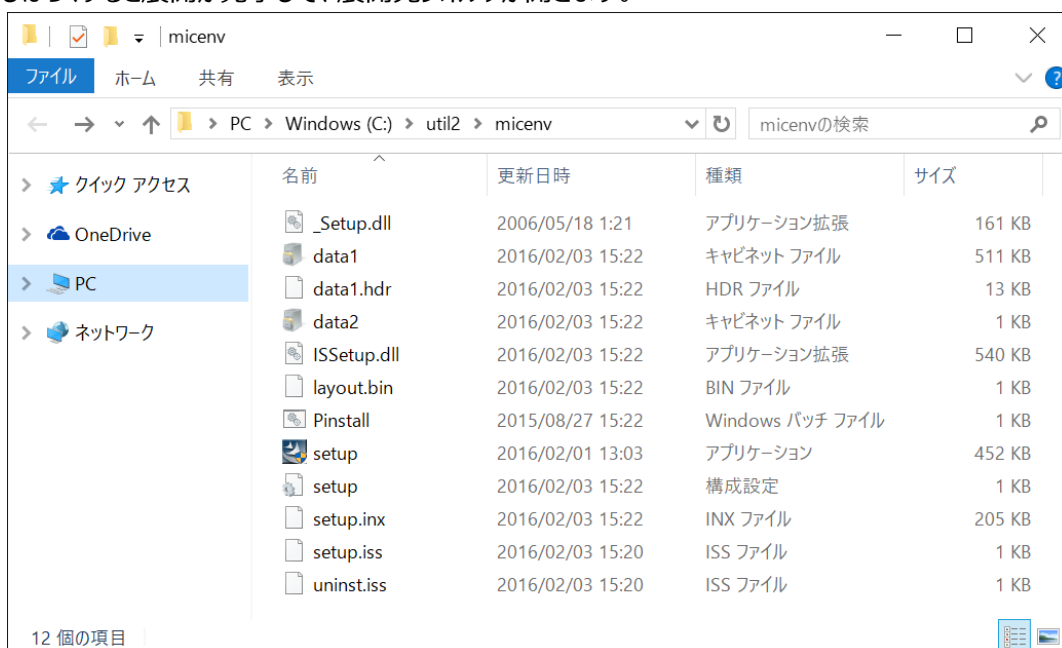 micenv
ファイル ホーム 共有 表示
PC > Windows (C:) > util2 > micenv micenvの検索
名前 更新日時 種類 サイズ
クイック アクセス
OneDrive
PC
ネットワーク
_Setup.dll 2006/05/18 1:21 アプリケーション拡張 161 KB
data1 2016/02/03 15:22 キャビネット ファイル 511 KB
data1.hdr 2016/02/03 15:22 HDR ファイル 13 KB
data2 2016/02/03 15:22 キャビネット ファイル 1 KB
ISSetup.dll 2016/02/03 15:22 アプリケーション拡張 540 KB
layout.bin 2016/02/03 15:22 BIN ファイル 1 KB
Pinstall 2015/08/27 15:22 Windows バッチ ファイル 1 KB
setup 2016/02/01 13:03 アプリケーション 452 KB
setup 2016/02/03 15:22 構成設定 1 KB
setup.inx 2016/02/03 15:22 INX ファイル 205 KB
setup.iss 2016/02/03 15:20 ISS ファイル 1 KB
uninst.iss 2016/02/03 15:20 ISS ファイル 1 KB
12 個の項目